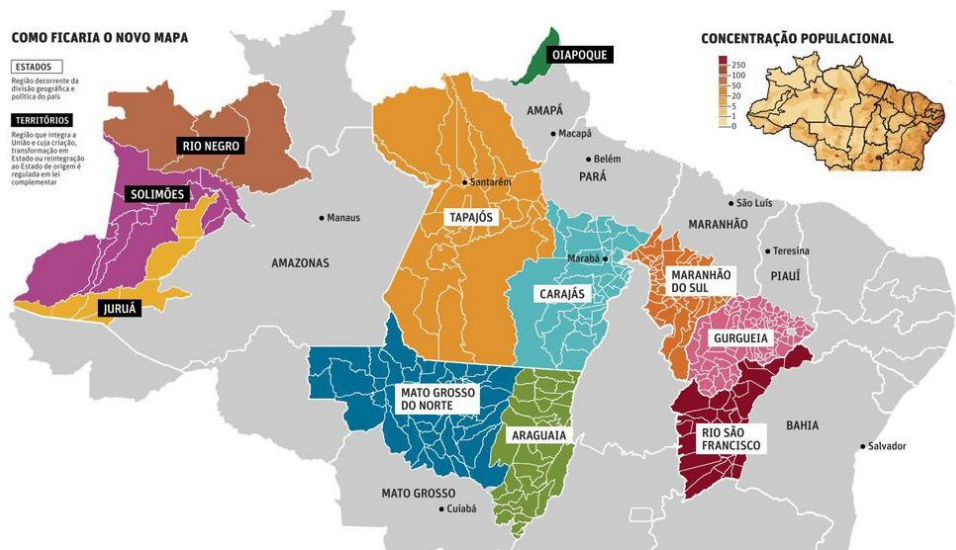 COMO FICARIA O NOVO MAPA
ESTADOS
Região decorrente da
divisão geográfica e
política do país
TERRITÓRIOS
Região que integra a
União e cuja criação,
transformação em
Estado ou reintegração
ao Estado de origem é
regulada em lei
complementar
CONCENTRAÇÃO POPULACIONAL
250
100
50
20
5
1
0
OIAPOQUE
AMAPÁ
Macapá
Belém
PARÁ
RIO NEGRO
SOLIMÕES
Santarém
TAPAJÓS
Manaus
AMAZONAS
JURUÁ
São Luís
MARANHÃO
Teresina
PIAUÍ
Marabá
CARAJÁS
MARANHÃO
DO SUL
GURGUEIA
MATO GROSSO
DO NORTE
ARAGUAIA
RIO SÃO
FRANCISCO
BAHIA
Salvador
MATO GROSSO
Cuiabá